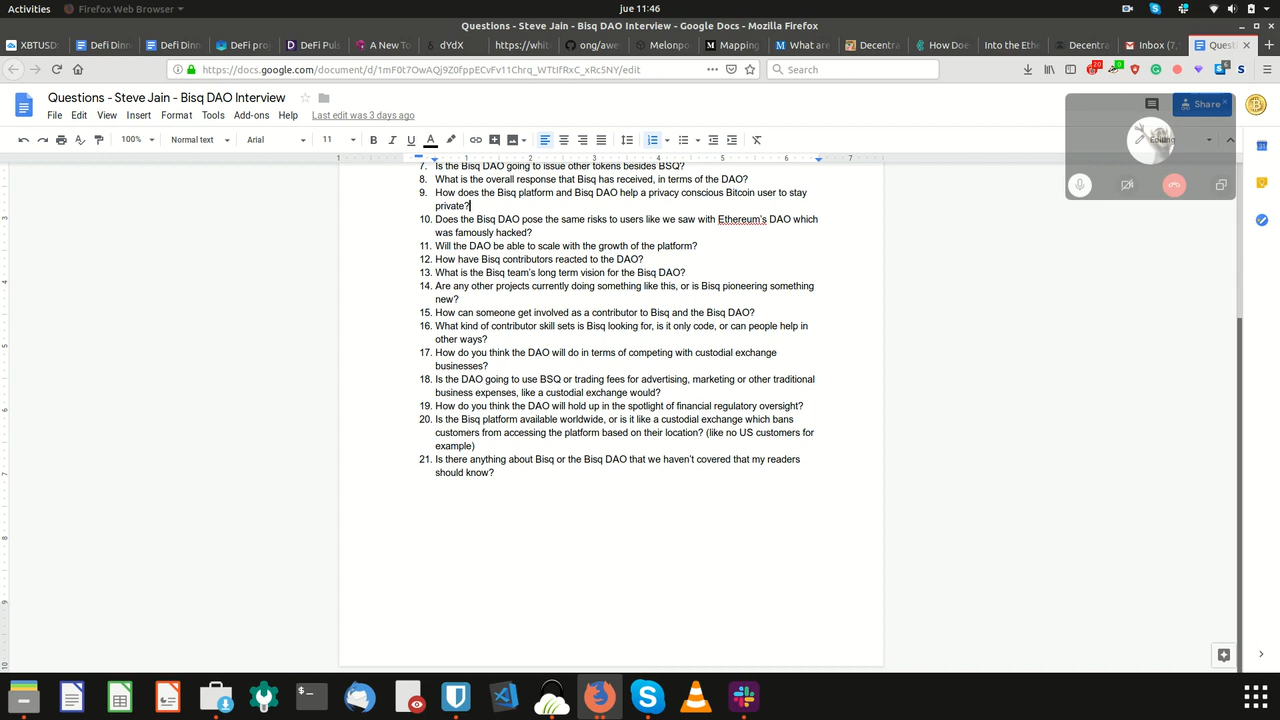 Activities
Firefox Web Browser
jue 11:46
Questions - Steve Jain - Bisq DAO Interview - Google Docs - Mozilla Firefox
XBTUSD
Defi Dinn
Defi Dinn
DeFi proj
DeFi Puls
A New To
dYdX
https://whit
ong/awe
Melonpo
Mapping
What are
Decentra
How Doe
Into the Eth
Decentra
Inbox (7,
Questi
https://docs.google.com/document/d/1mF0t7OwAQj9Z0fppECvFv11Chrq_WTtIfRxC_xRc5NY/edit
Search
20
0
6
S
Questions - Steve Jain - Bisq DAO Interview
File Edit View Insert Format Tools Add-ons Help Last edit was 3 days ago
Share
100% Normal text Arial 11 B I U A
Editing
1 1 2 3 4 5 6 7
7. Is the Bisq DAO going to issue other tokens besides BSQ?
8. What is the overall response that Bisq has received, in terms of the DAO?
9. How does the Bisq platform and Bisq DAO help a privacy conscious Bitcoin user to stay
private?
10. Does the Bisq DAO pose the same risks to users like we saw with Ethereum's DAO which
was famously hacked?
11. Will the DAO be able to scale with the growth of the platform?
12. How have Bisq contributors reacted to the DAO?
13. What is the Bisq team's long term vision for the Bisq DAO?
14. Are any other projects currently doing something like this, or is Bisq pioneering something
new?
15. How can someone get involved as a contributor to Bisq and the Bisq DAO?
16. What kind of contributor skill sets is Bisq looking for, is it only code, or can people help in
other ways?
17. How do you think the DAO will do in terms of competing with custodial exchange
businesses?
18. Is the DAO going to use BSQ or trading fees for advertising, marketing or other traditional
business expenses, like a custodial exchange would?
19. How do you think the DAO will hold up in the spotlight of financial regulatory oversight?
20. Is the Bisq platform available worldwide, or is it like a custodial exchange which bans
customers from accessing the platform based on their location? (like no US customers for
example)
21. Is there anything about Bisq or the Bisq DAO that we haven't covered that my readers
should know?